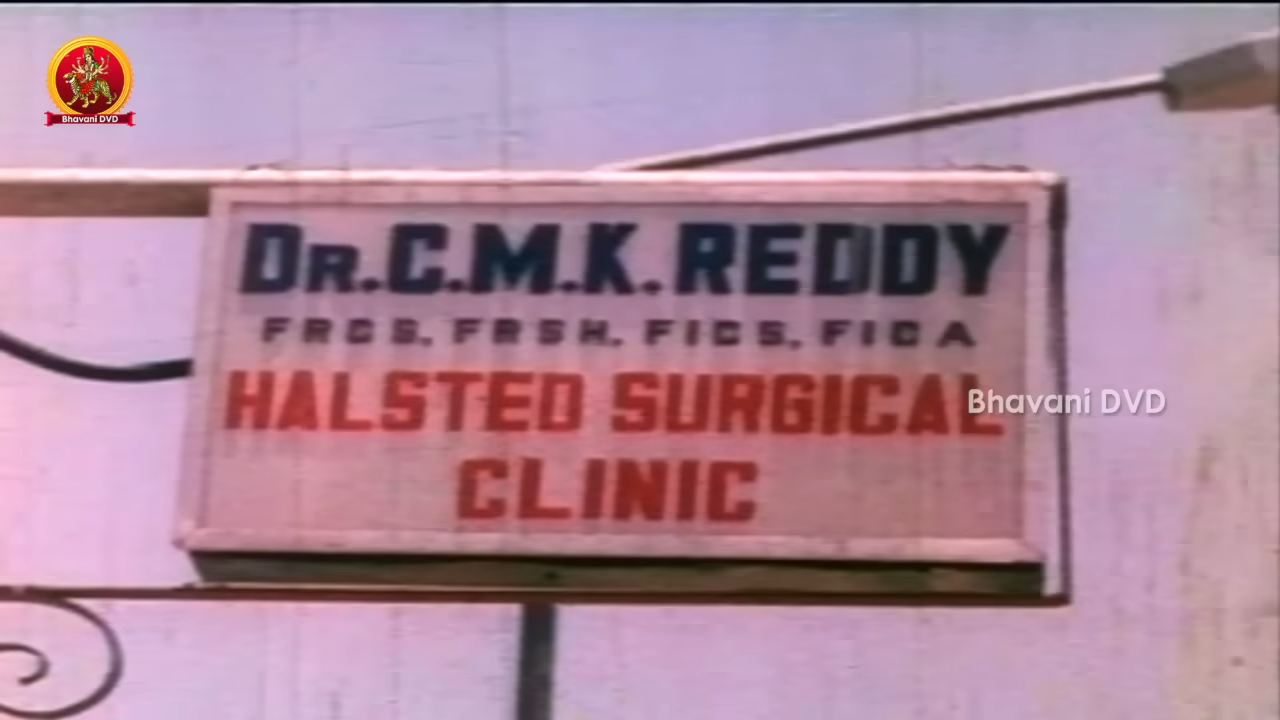 Bhavani DVD
DR.C.M.K.REDDY
FRCS, FRSH, FICS, FICA
HALSTED SURGICAL
Bhavani DVD
CLINIC